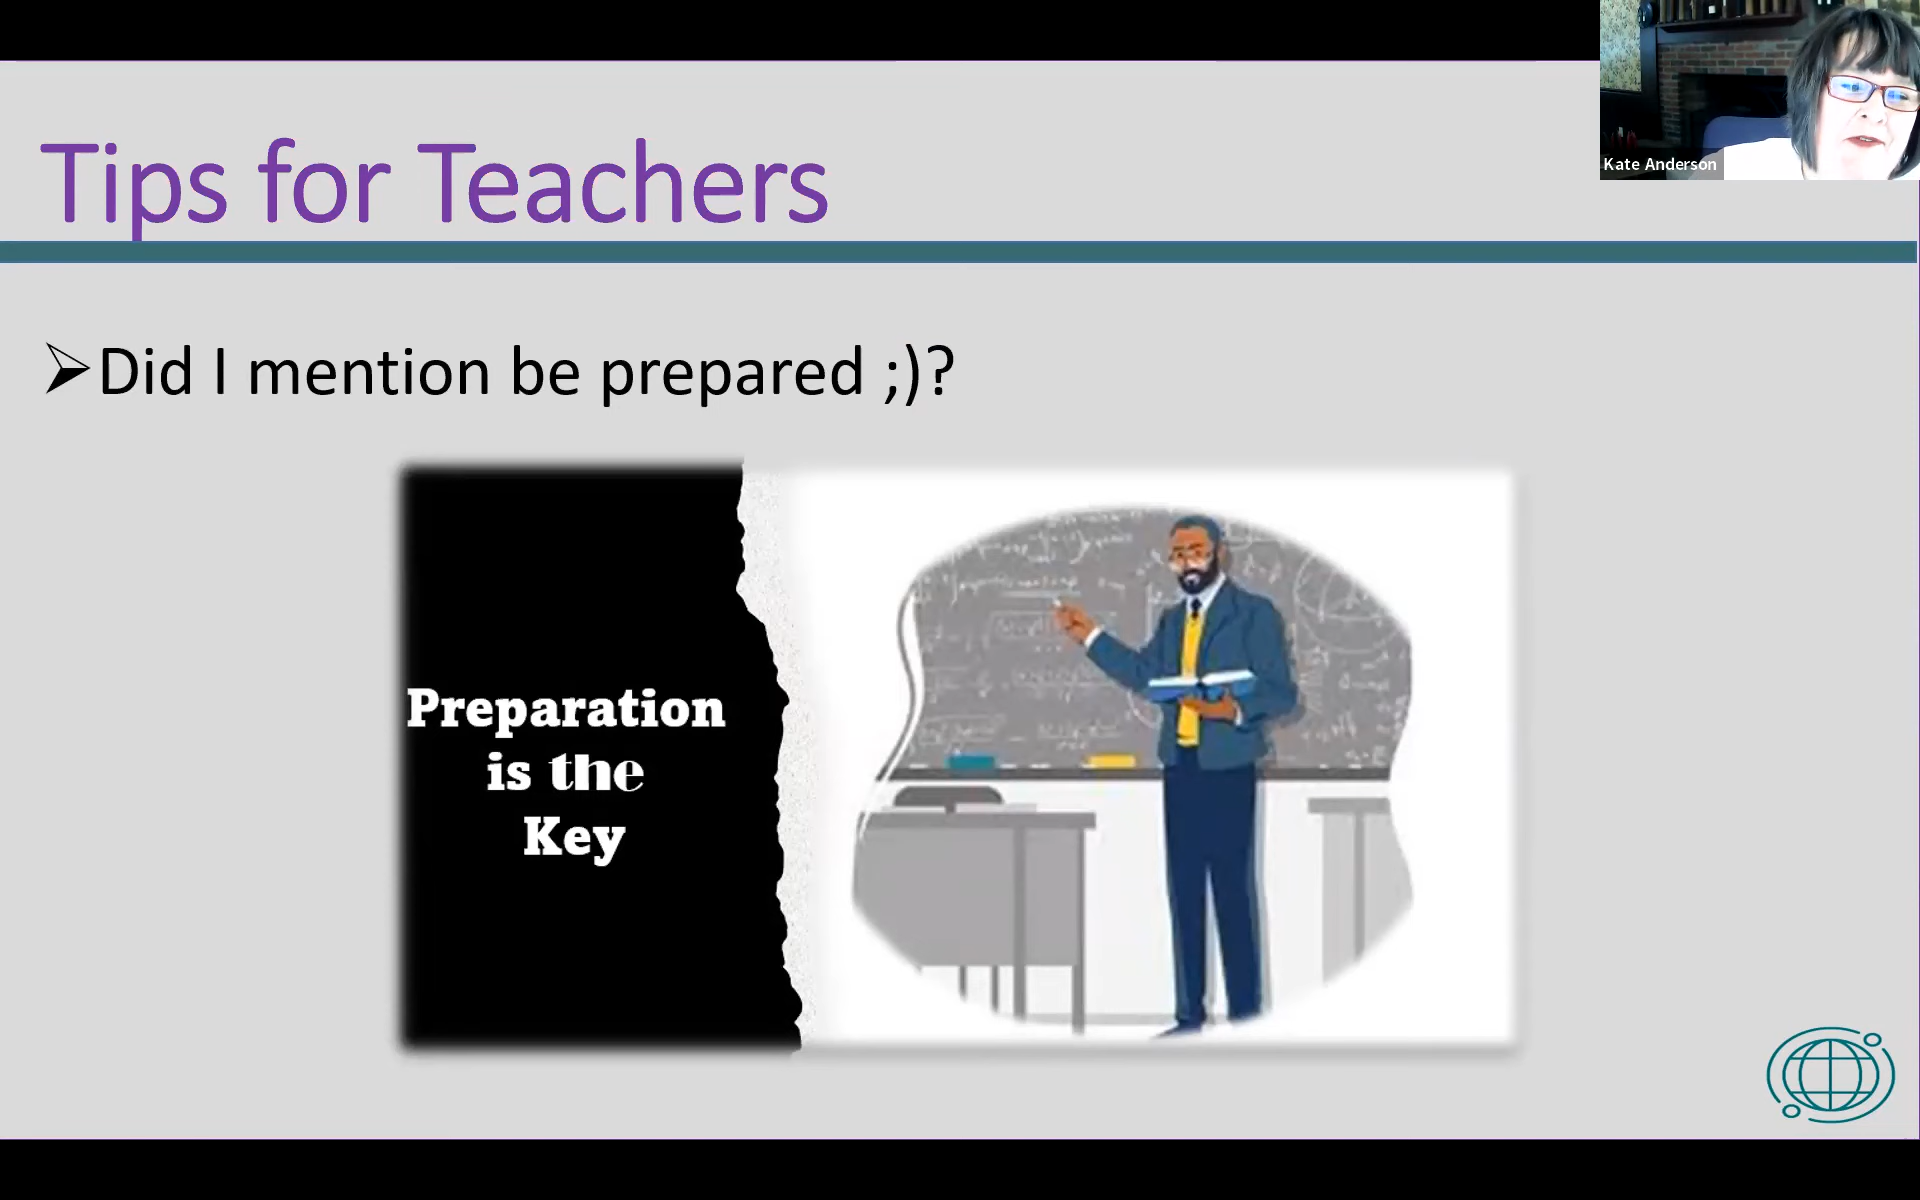 Kate Anderson
Tips for Teachers
Did I mention be prepared ;)?
Preparation
is the
Key